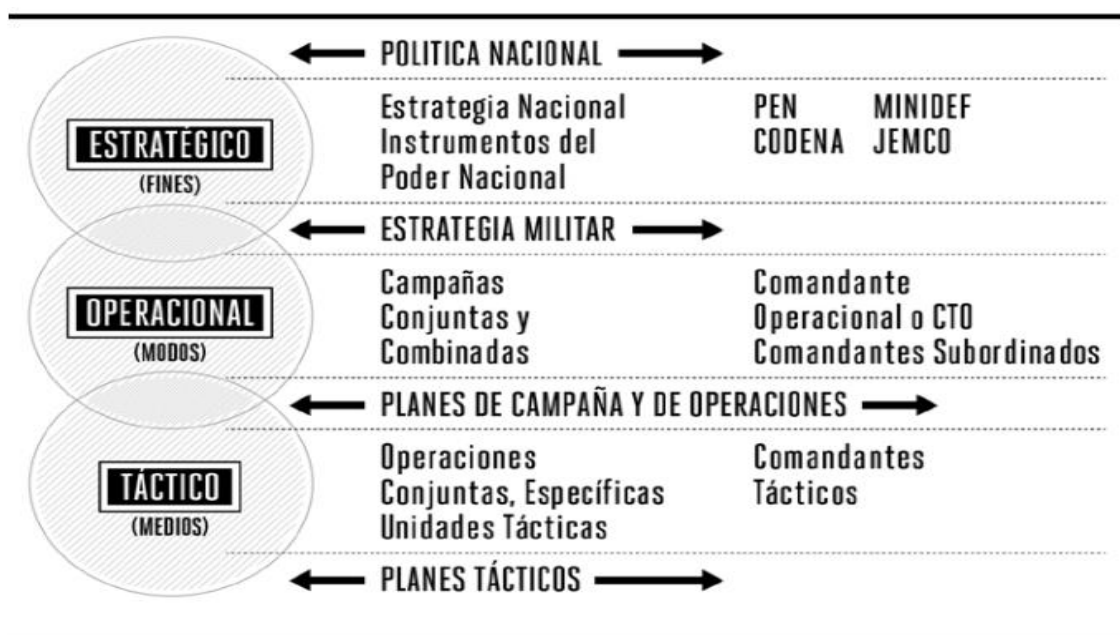 POLITICA NACIONAL
ESTRATÉGICO
(FINES)
Estrategia Nacional
Instrumentos del
Poder Nacional
PEN MINIDEF
CODENA JEMCO
ESTRATEGIA MILITAR
OPERACIONAL
(MODOS)
Campañas
Conjuntas y
Combinadas
Comandante
Operacional o CTO
Comandantes Subordinados
PLANES DE CAMPAÑA Y DE OPERACIONES
TÁCTICO
(MEDIOS)
Operaciones
Conjuntas, Específicas
Unidades Tácticas
Comandantes
Tácticos
PLANES TÁCTICOS